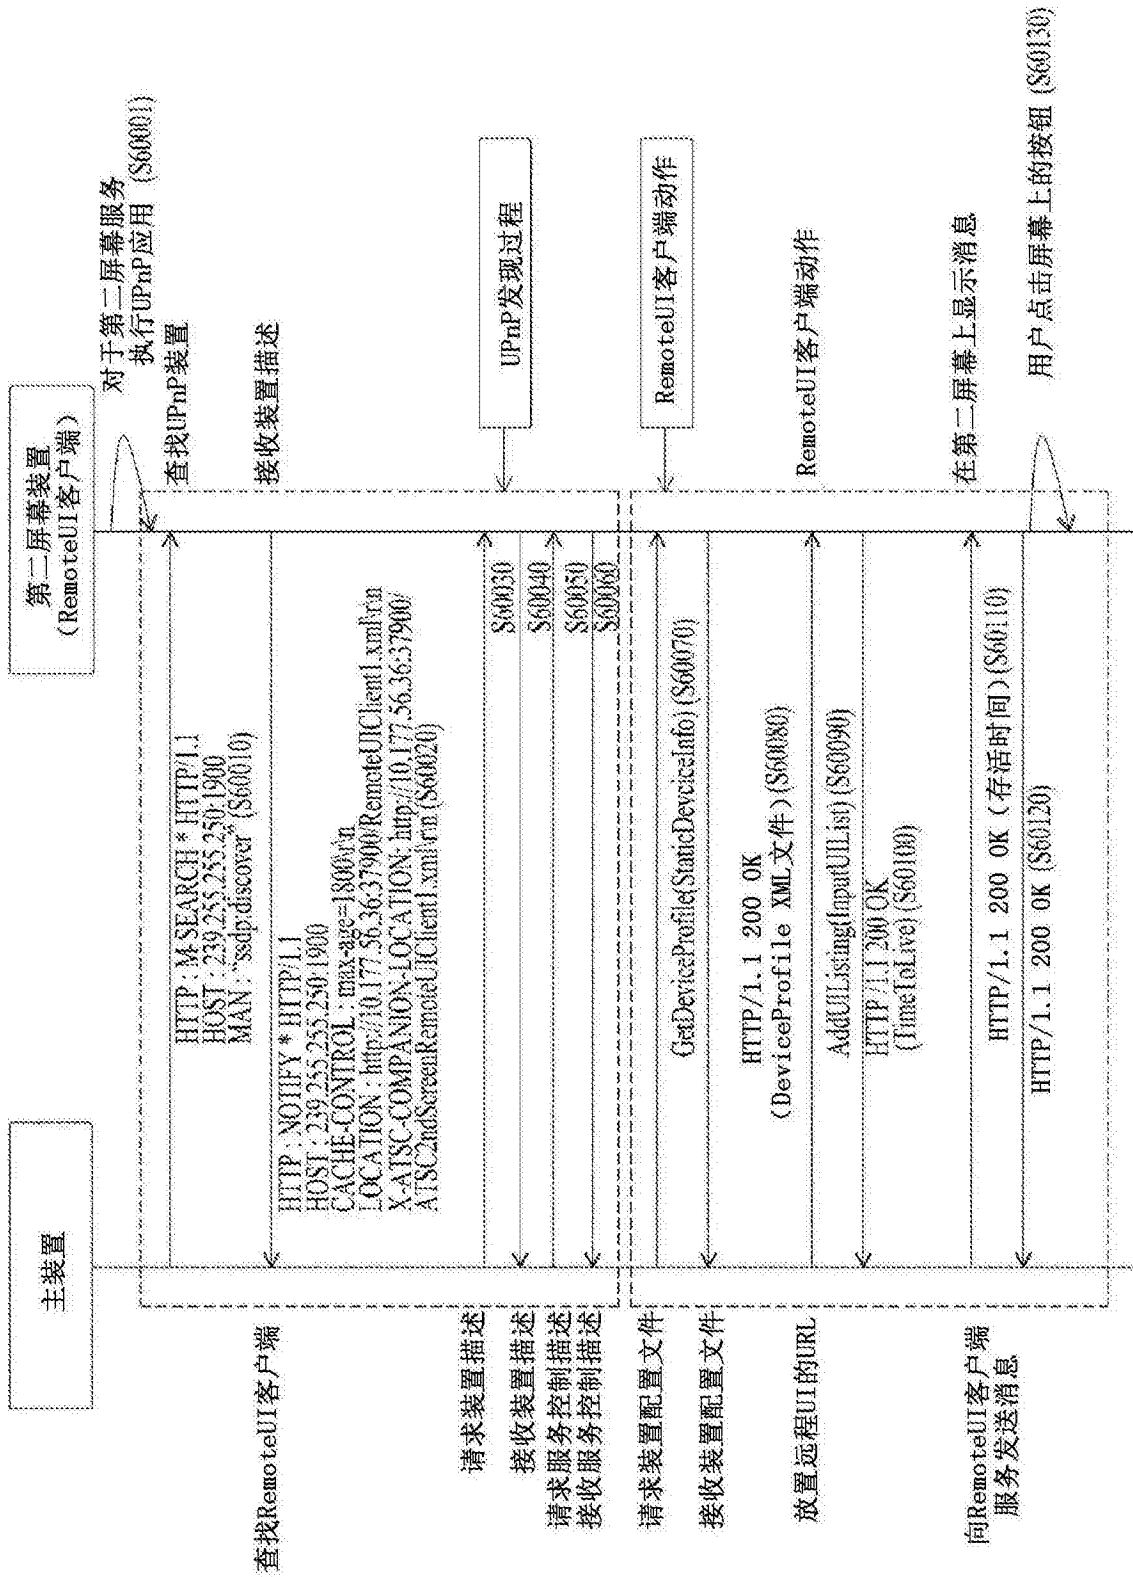 主装置
第二屏幕装置
（RemoteUI客户端）
对于第二屏幕服务
执行UPnP应用 (S60001)
查找UPnP装置
HTTP : M-SEARCH * HTTP/1.1
HOST : 239.255.255.250:1900
MAN : "ssdp:discover" (S60010)
查找RemoteUI客户端
接收装置描述
HTTP : NOTIFY * HTTP/1.1
HOST : 239.255.255.250:1900
CACHE-CONTROL : max-age=1800\r\n
LOCATION : http://10.177.56.36:37900/RemoteUIClient1.xml\r\n
X-ATSC-COMPANION-LOCATION: http://10.177.56.36:37900/
ATSC2ndScreenRemoteUIClient1.xml\r\n (S60020)
请求装置描述
S60030
UPnP发现过程
接收装置描述
S60040
请求服务控制描述
S60050
接收服务控制描述
S60060
请求装置配置文件
GetDeviceProfile(StaticDeviceInfo) (S60070)
RemoteUI客户端动作
接收装置配置文件
HTTP/1.1 200 OK
(DeviceProfile XML文件) (S60080)
放置远程UI的URL
RemoteUI客户端动作
AddUIListing(InputUIList) (S60090)
HTTP /1.1 200 OK
(TimeToLive) (S60100)
向RemoteUI客户端
服务发送消息
在第二屏幕上显示消息
HTTP/1.1 200 OK (存活时间) (S60110)
HTTP/1.1 200 OK (S60120)
用户点击屏幕上的按钮 (S60130)